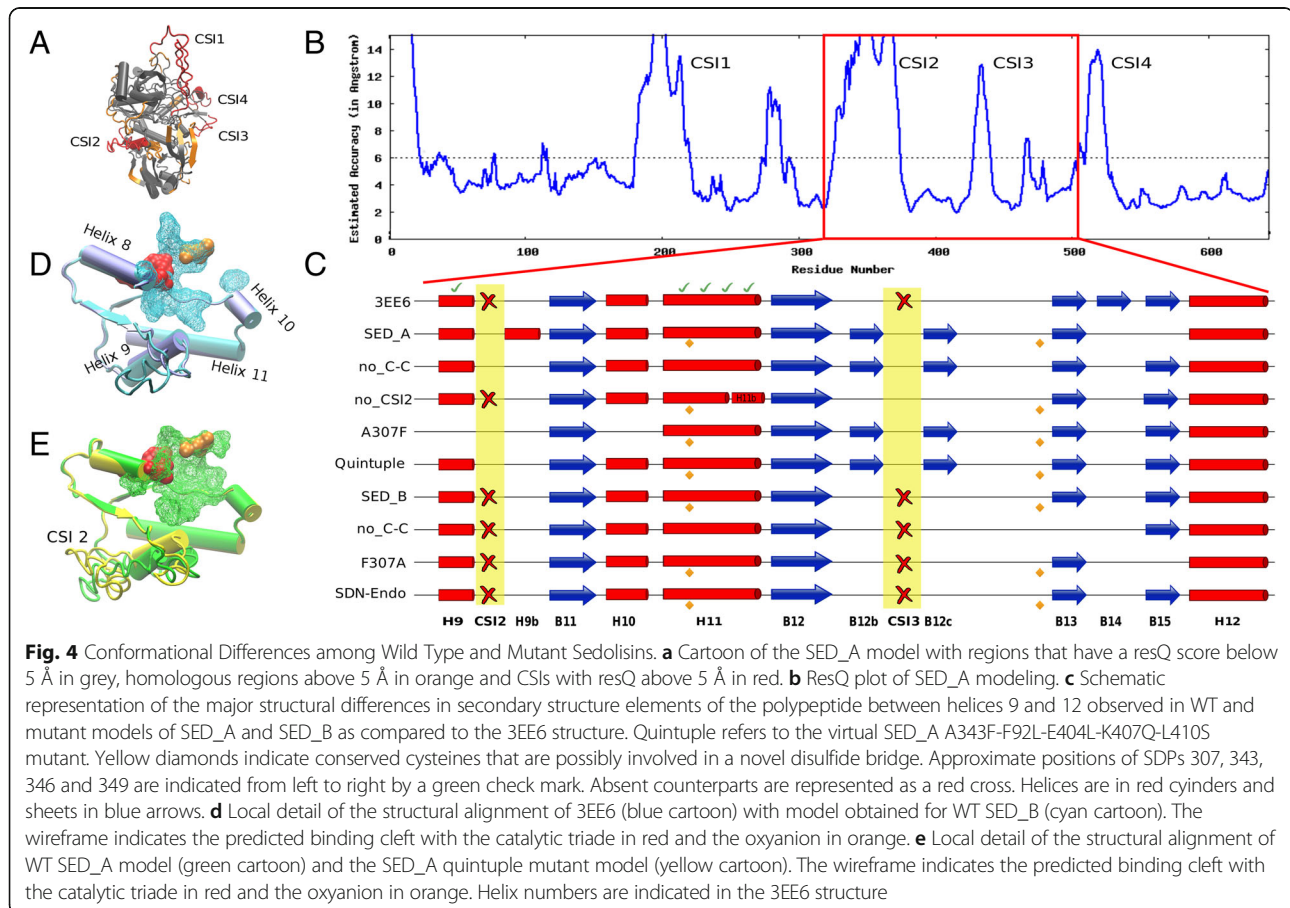 A
CSI1
CSI4
CSI3
CSI2
B
Estimated Accuracy (in Angstrom)
14
12
10
8
6
4
2
0
CSI1
CSI2
CSI3
CSI4
0
100
200
300
400
500
600
Residue Number
D
Helix 8
Helix 10
Helix 9
Helix 11
E
CSI 2
C
3EE6
SED_A
no_C-C
no_CSI2
H11b
A307F
Quintuple
SED_B
no_C-C
F307A
SDN-Endo
H9 CSI2 H9b B11 H10 H11 B12 B12b CSI3 B12c B13 B14 B15 H12
Fig. 4 Conformational Differences among Wild Type and Mutant Sedolisins. a Cartoon of the SED_A model with regions that have a resQ score below
5 Å in grey, homologous regions above 5 Å in orange and CSIs with resQ above 5 Å in red. b ResQ plot of SED_A modeling. c Schematic
representation of the major structural differences in secondary structure elements of the polypeptide between helices 9 and 12 observed in WT and
mutant models of SED_A and SED_B as compared to the 3EE6 structure. Quintuple refers to the virtual SED_A A343F-F92L-E404L-K407Q-L410S
mutant. Yellow diamonds indicate conserved cysteines that are possibly involved in a novel disulfide bridge. Approximate positions of SDPs 307, 343,
346 and 349 are indicated from left to right by a green check mark. Absent counterparts are represented as a red cross. Helices are in red cyinders and
sheets in blue arrows. d Local detail of the structural alignment of 3EE6 (blue cartoon) with model obtained for WT SED_B (cyan cartoon). The
wireframe indicates the predicted binding cleft with the catalytic triade in red and the oxyanion in orange. e Local detail of the structural alignment of
WT SED_A model (green cartoon) and the SED_A quintuple mutant model (yellow cartoon). The wireframe indicates the predicted binding cleft with
the catalytic triade in red and the oxyanion in orange. Helix numbers are indicated in the 3EE6 structure